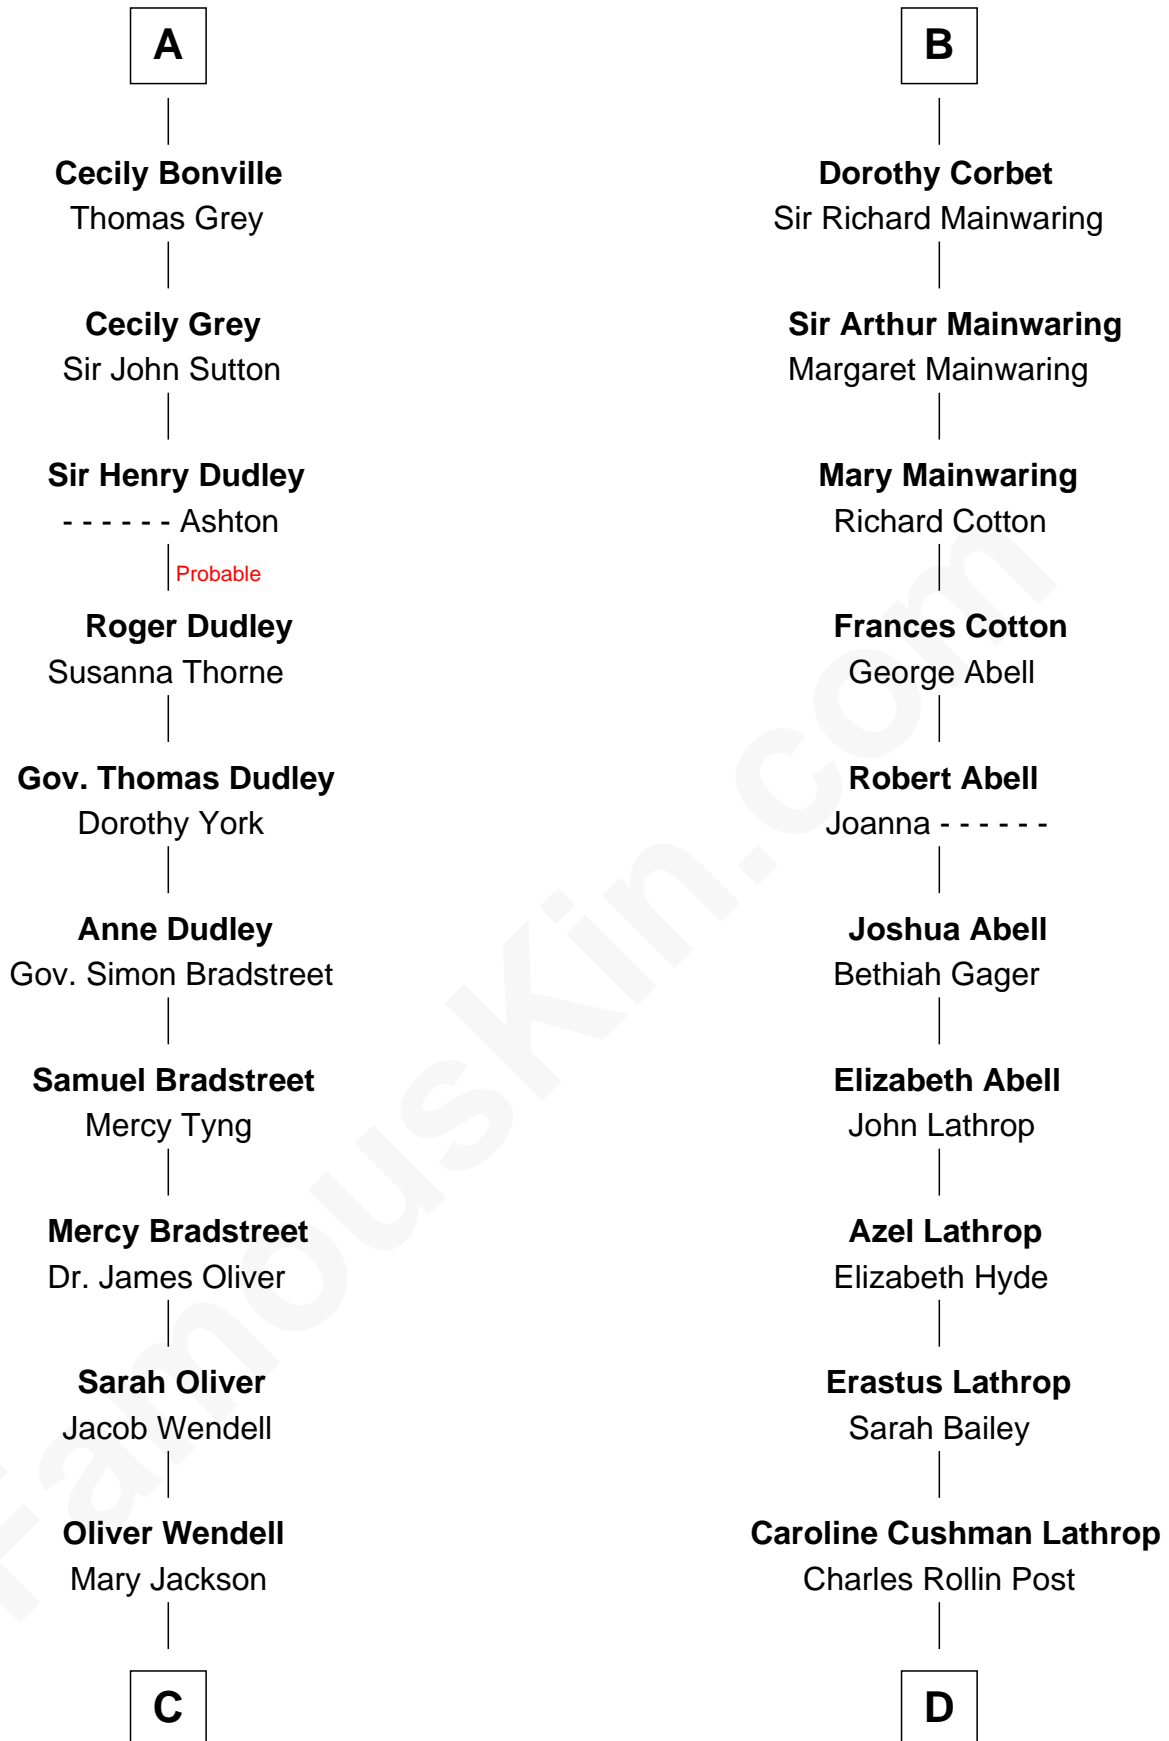 A
Cecily Bonville
Thomas Grey
Cecily Grey
Sir John Sutton
Sir Henry Dudley
- - - - - - Ashton
Probable
Roger Dudley
Susanna Thorne
Gov. Thomas Dudley
Dorothy York
Anne Dudley
Gov. Simon Bradstreet
Samuel Bradstreet
Mercy Tyng
Mercy Bradstreet
Dr. James Oliver
Sarah Oliver
Jacob Wendell
Oliver Wendell
Mary Jackson
C
B
Dorothy Corbet
Sir Richard Mainwaring
Sir Arthur Mainwaring
Margaret Mainwaring
Mary Mainwaring
Richard Cotton
Frances Cotton
George Abell
Robert Abell
Joanna - - - - - -
Joshua Abell
Bethiah Gager
Elizabeth Abell
John Lathrop
Azel Lathrop
Elizabeth Hyde
Erastus Lathrop
Sarah Bailey
Caroline Cushman Lathrop
Charles Rollin Post
D
FamousKin.com